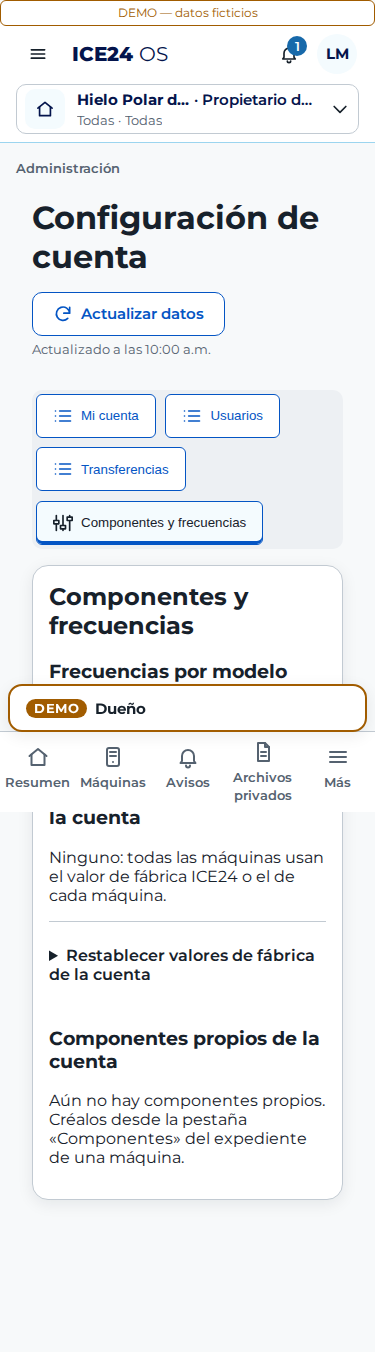 DEMO — datos ficticios
ICE24 OS
1
LM
Hielo Polar d... · Propietario d...
Todas · Todas
Administración
Configuración de
cuenta
Actualizar datos
Actualizado a las 10:00 a.m.
Mi cuenta
Usuarios
Transferencias
Componentes y frecuencias
Componentes y
frecuencias
Frecuencias por modelo
DEMO Dueño
Resumen
Máquinas
Avisos
Archivos
privados
Más
la cuenta
Ninguno: todas las máquinas usan
el valor de fábrica ICE24 o el de
cada máquina.
Restablecer valores de fábrica
de la cuenta
Componentes propios de la
cuenta
Aún no hay componentes propios.
Créalos desde la pestaña
«Componentes» del expediente
de una máquina.